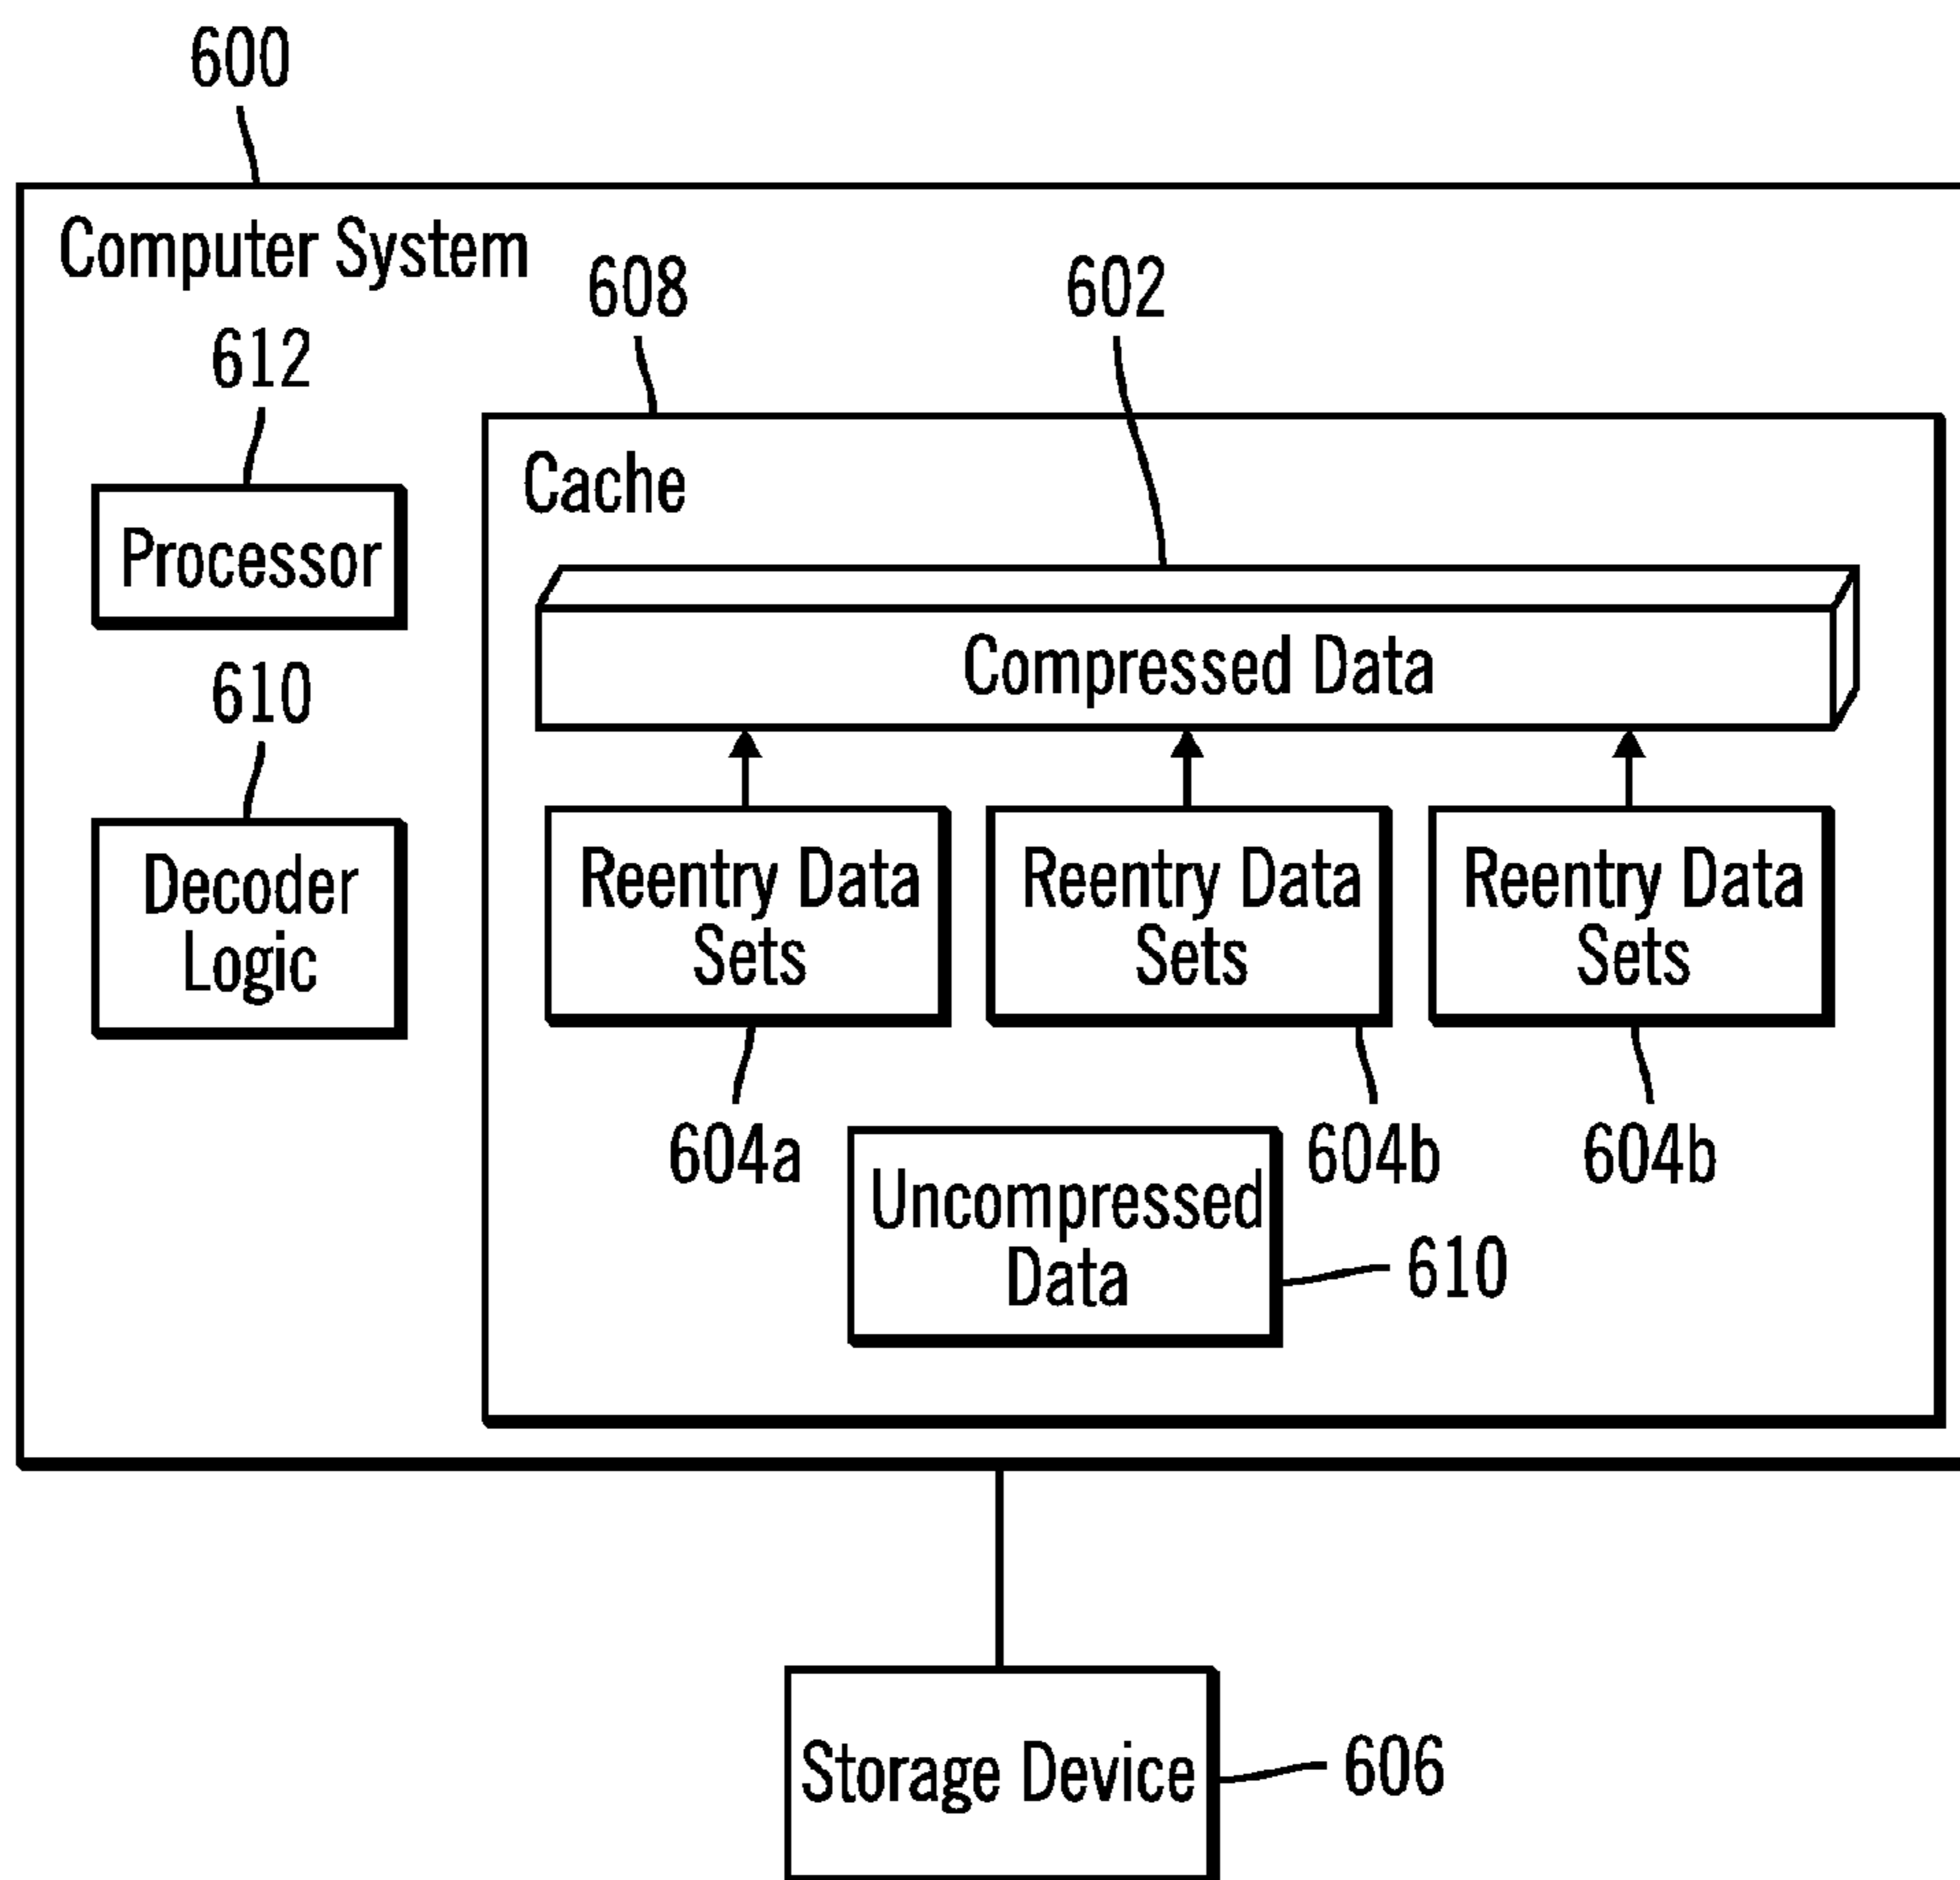 600
Computer System
608
602
612
Cache
Processor
Compressed Data
610
Decoder
Logic
Reentry Data
Sets
Reentry Data
Sets
Reentry Data
Sets
604a
604b
604b
Uncompressed
Data
610
Storage Device
606